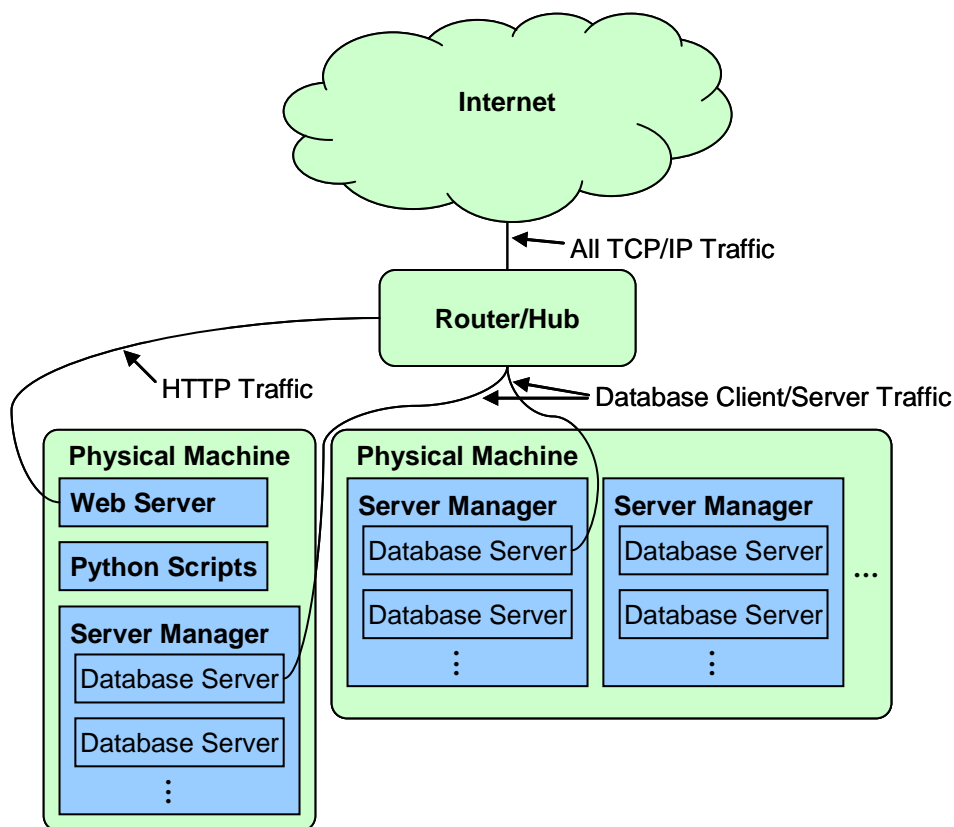 Internet
All TCP/IP Traffic
Router/Hub
HTTP Traffic
Database Client/Server Traffic
Physical Machine
Web Server
Python Scripts
Server Manager
Database Server
Database Server
⋮
Physical Machine
Server Manager
Database Server
Database Server
⋮
Server Manager
Database Server
Database Server
⋮
...